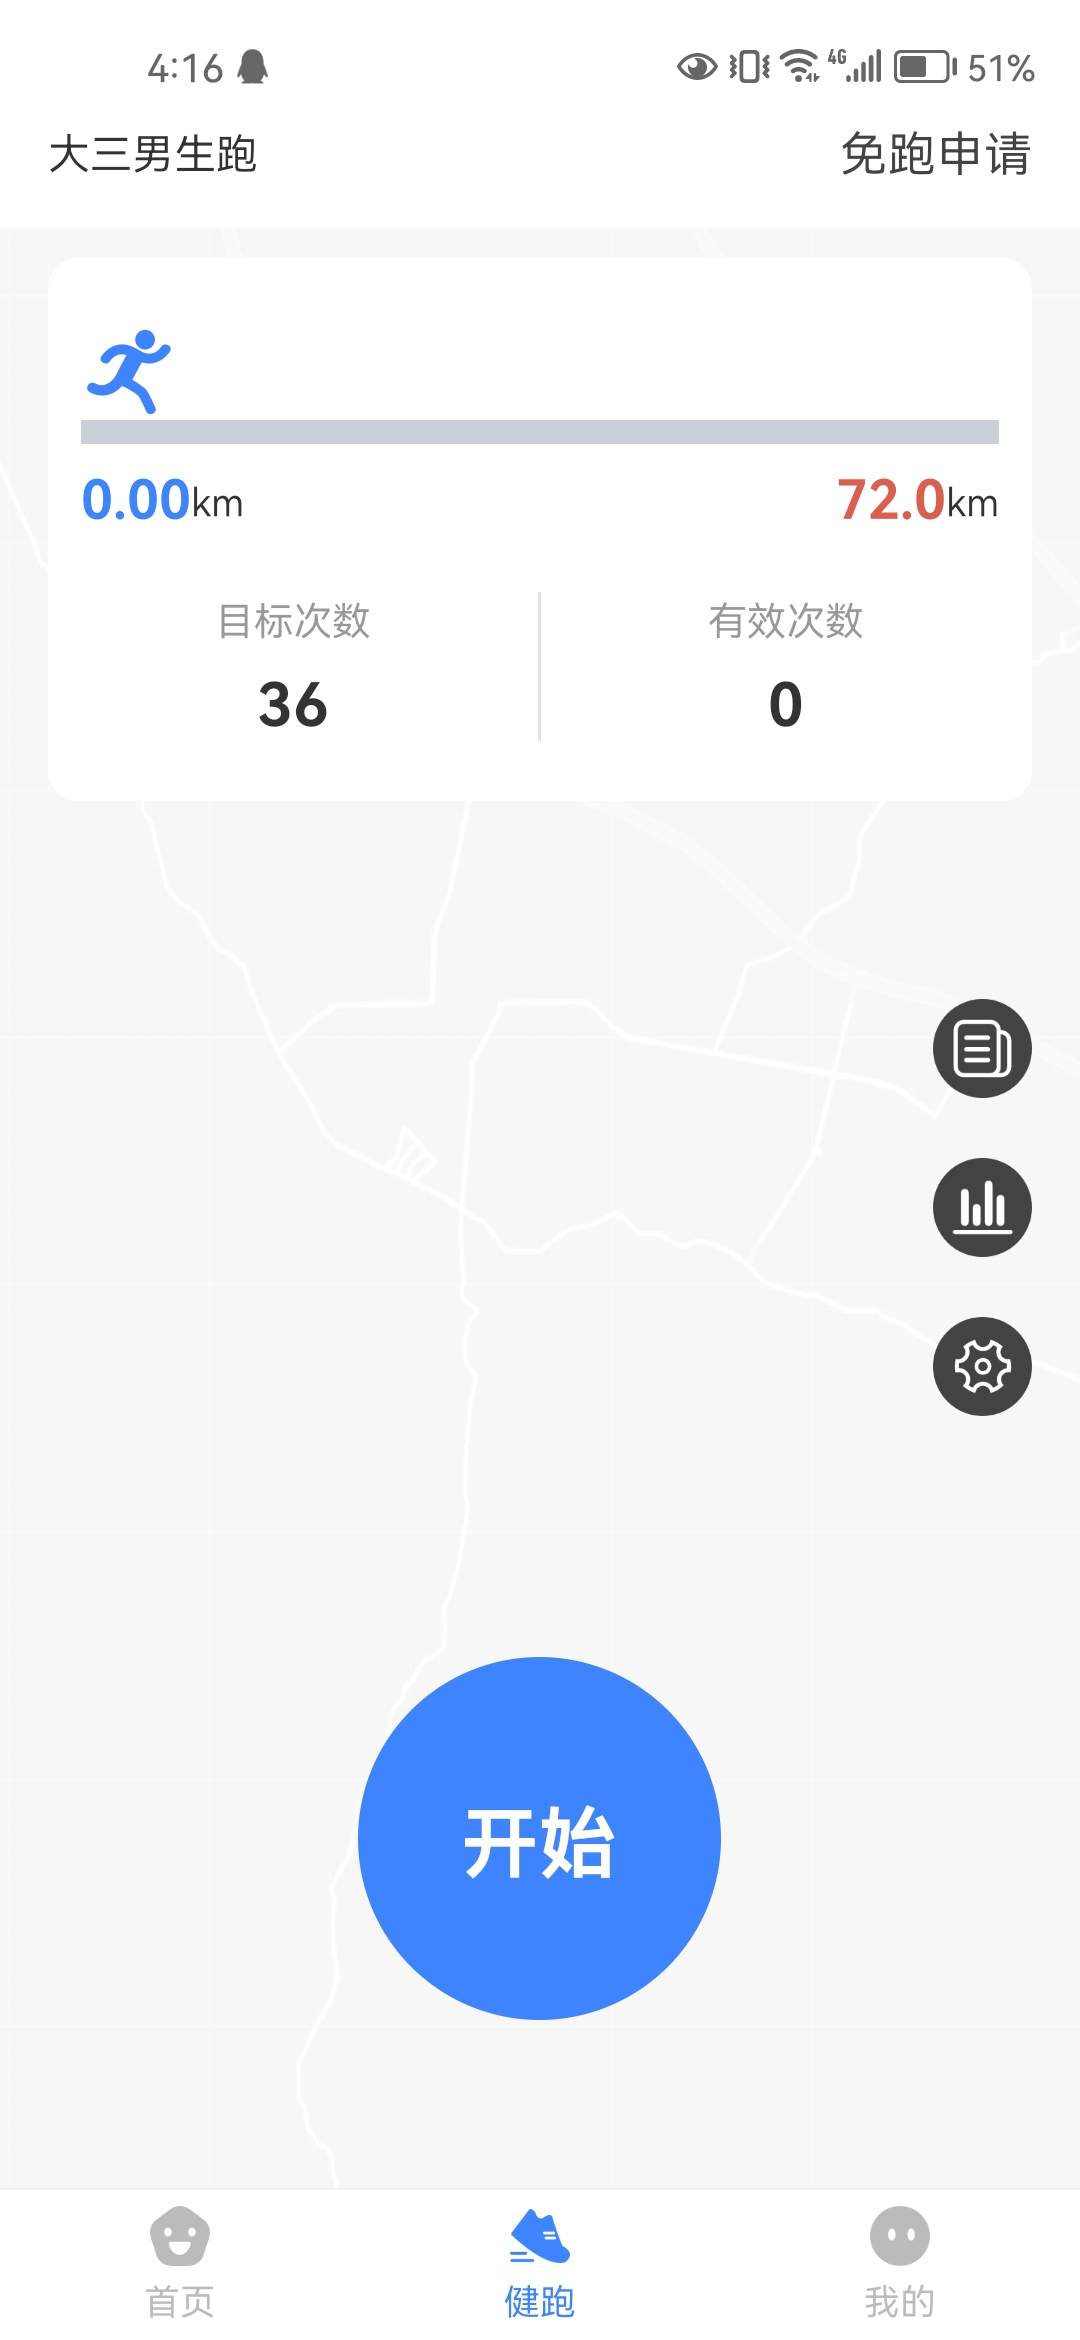 4:16 4G 51%
大三男生跑 免跑申请
0.00km 72.0km
目标次数 有效次数
36 0
开始
首页 健跑 我的